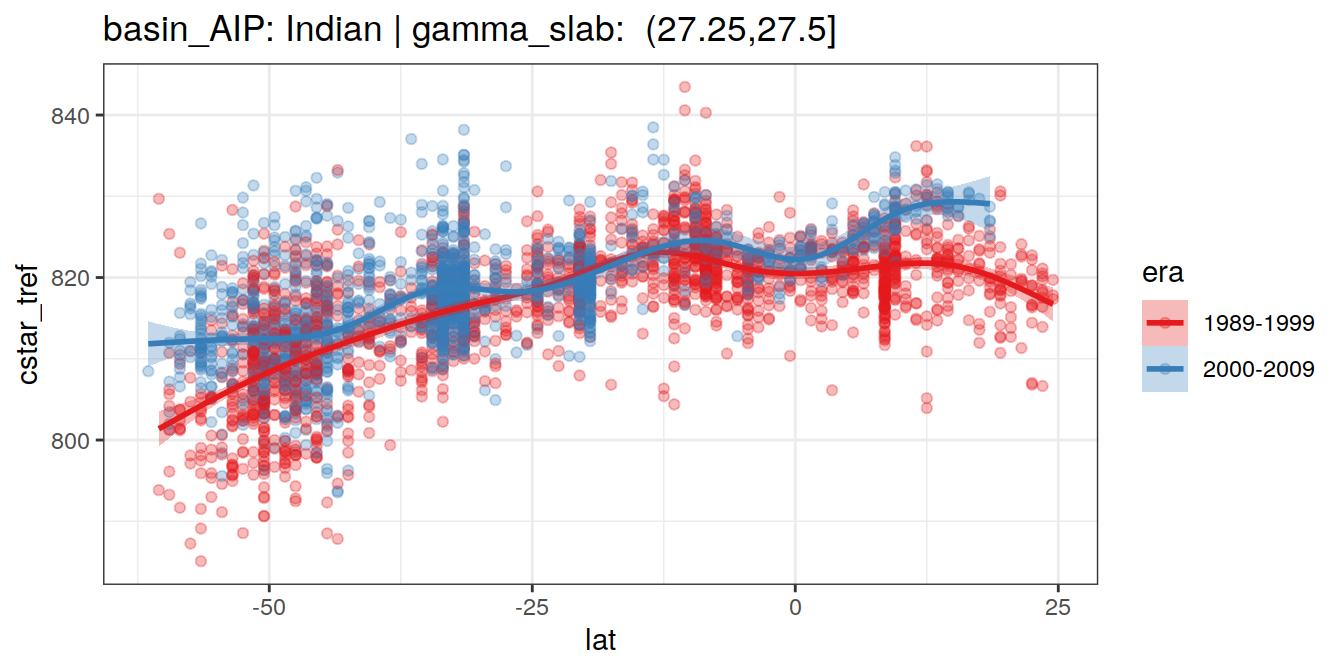 basin_AIP: Indian | gamma_slab:  (27.25,27.5]
840
820
800
cstar_tref
-50
-25
0
25
lat
era
1989-1999
2000-2009